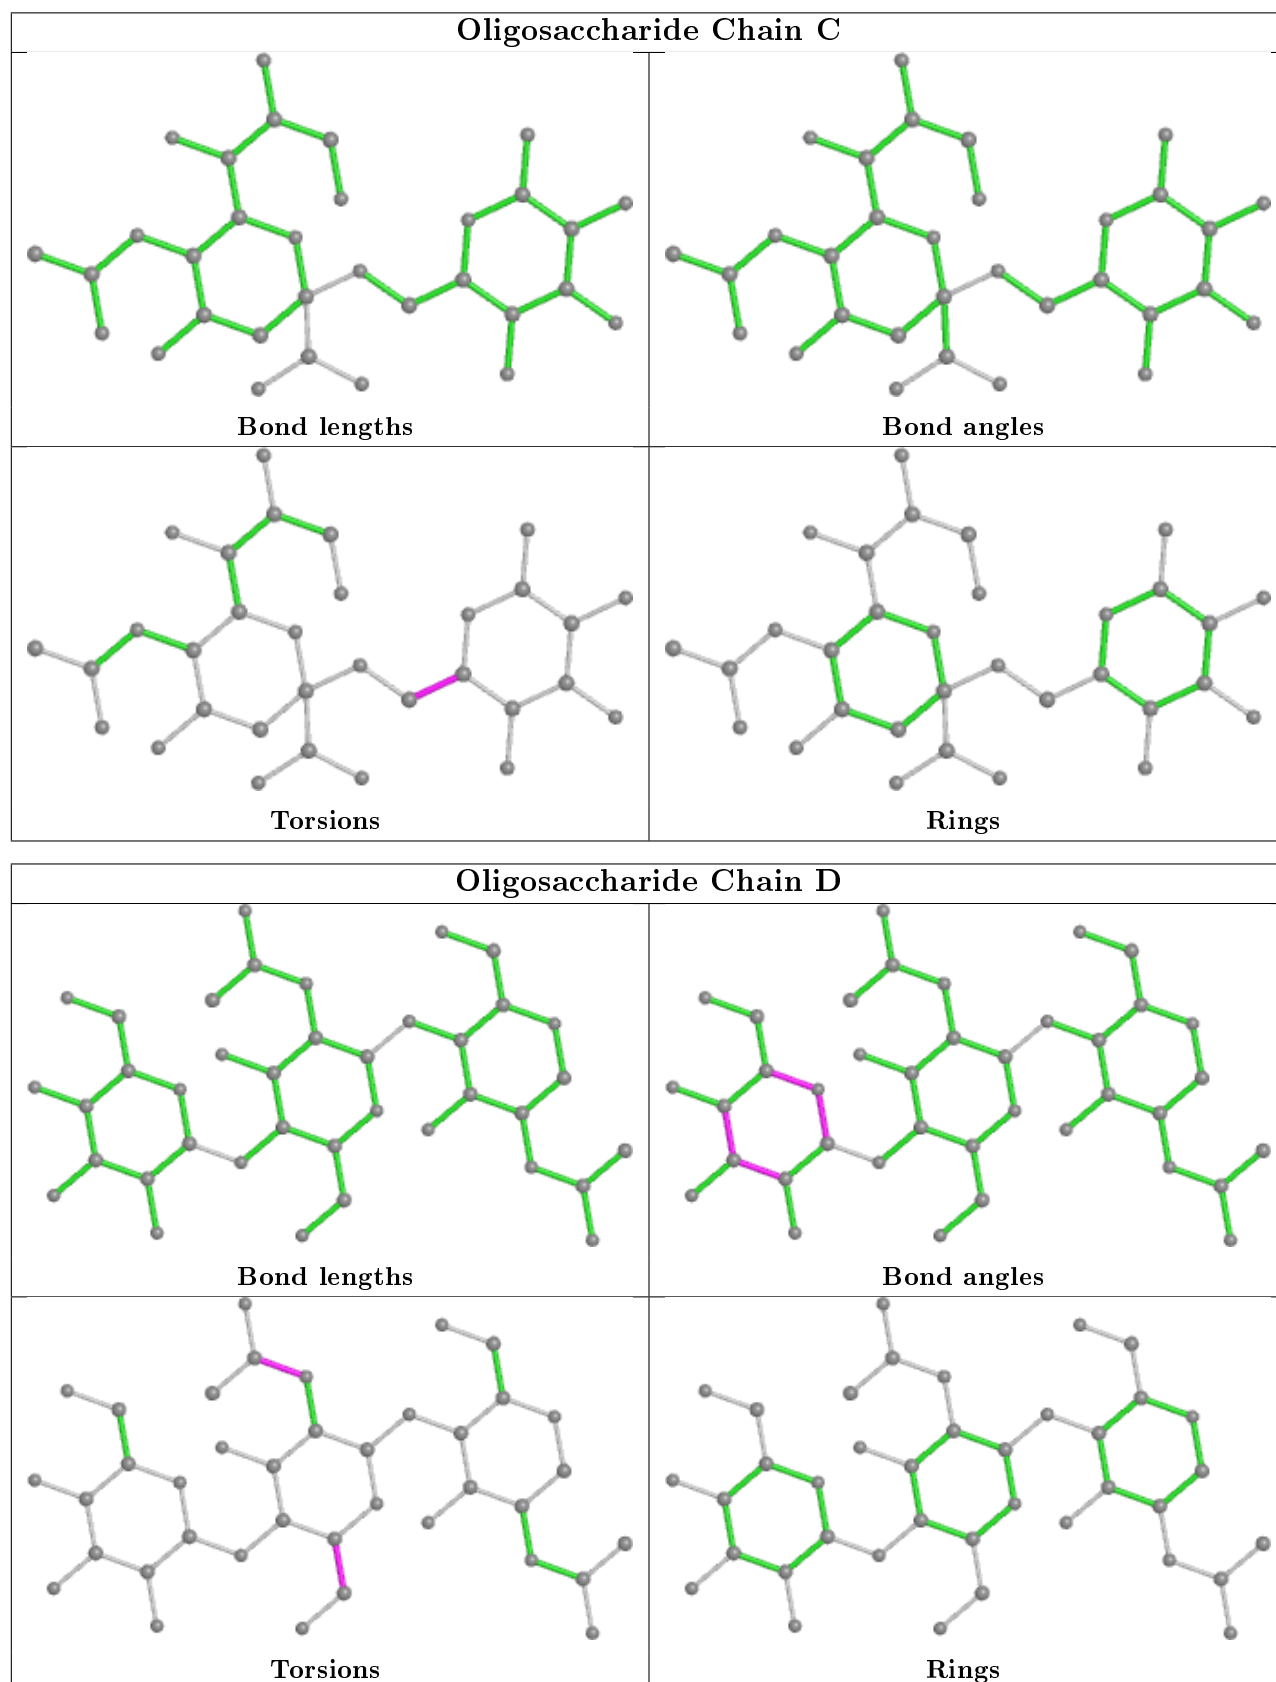 Oligosaccharide Chain C
Bond lengths
Bond angles
Torsions
Rings
Oligosaccharide Chain D
Bond lengths
Bond angles
Torsions
Rings